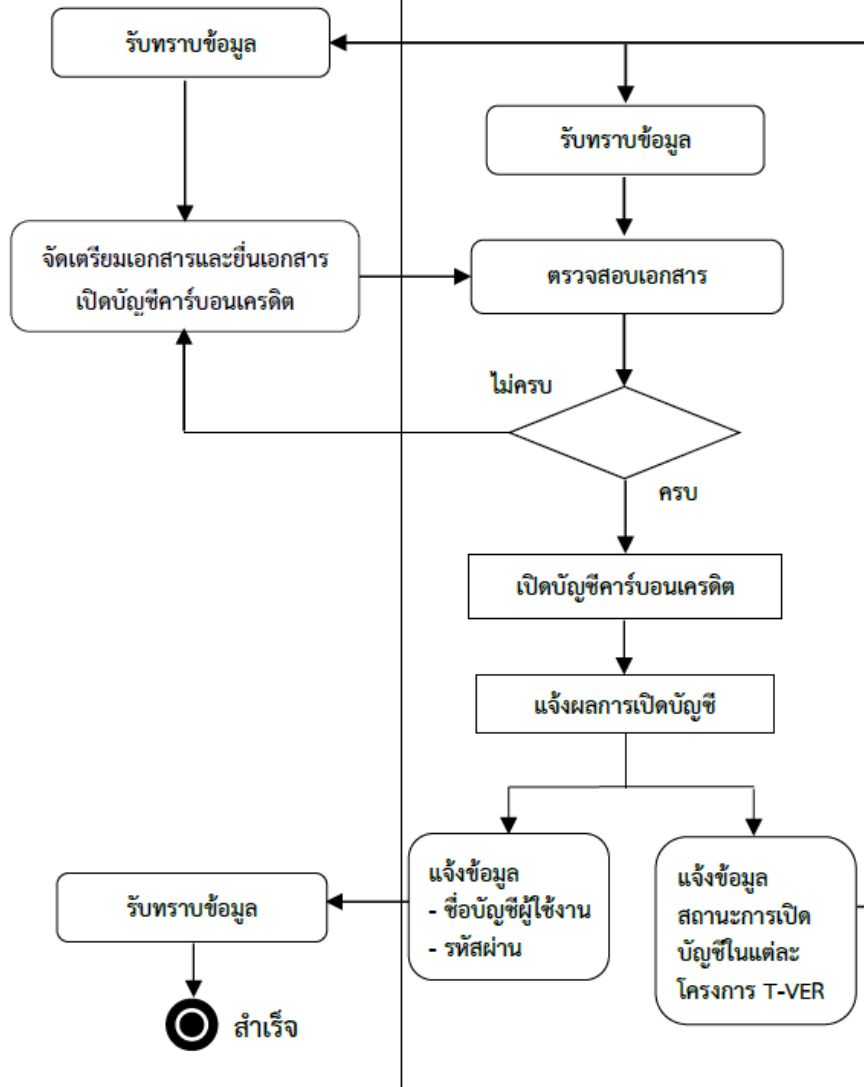 รับทราบข้อมูล
รับทราบข้อมูล
จัดเตรียมเอกสารและยื่นเอกสาร
เปิดบัญชีคาร์บอนเครดิต
ตรวจสอบเอกสาร
ไม่ครบ
ครบ
เปิดบัญชีคาร์บอนเครดิต
แจ้งผลการเปิดบัญชี
แจ้งข้อมูล
- ชื่อบัญชีผู้ใช้งาน
- รหัสผ่าน
แจ้งข้อมูล
สถานะการเปิด
บัญชีในแต่ละ
โครงการ T-VER
รับทราบข้อมูล
สำเร็จ